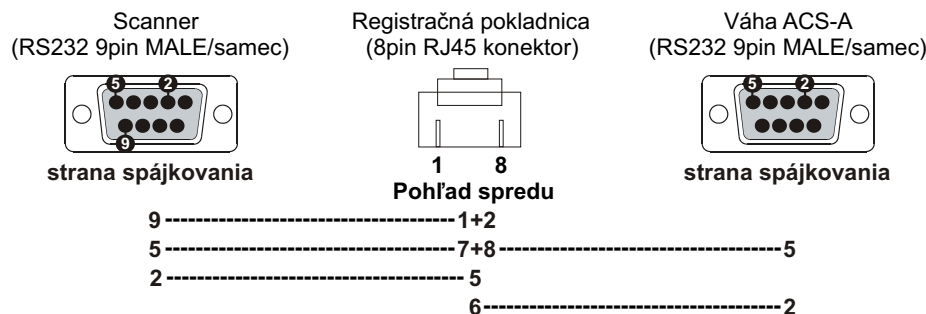 Scanner
(RS232 9pin MALE/samec)
Registračná pokladnica
(8pin RJ45 konektor)
Váha ACS-A
(RS232 9pin MALE/samec)
5 2
9
strana spájkovania
1 8
Pohľad spredu
5 2
strana spájkovania
9-----------------------------------1+2
5-----------------------------------7+8----------------------------------5
2------------------------------------ 5
6------------------------------------2